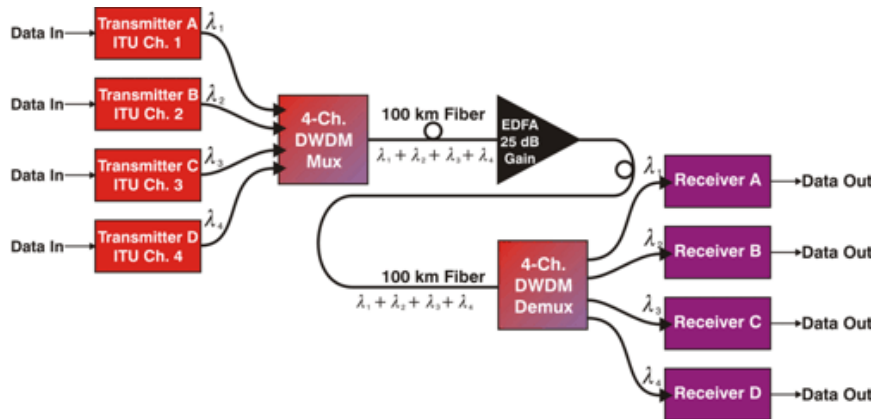 Data In
Transmitter A
ITU Ch. 1
λ₁
Data In
Transmitter B
ITU Ch. 2
λ₂
Data In
Transmitter C
ITU Ch. 3
λ₃
Data In
Transmitter D
ITU Ch. 4
λ₄
4-Ch.
DWDM
Mux
100 km Fiber
λ₁ + λ₂ + λ₃ + λ₄
EDFA
25 dB
Gain
100 km Fiber
λ₁ + λ₂ + λ₃ + λ₄
4-Ch.
DWDM
Demux
λ₁
Receiver A
Data Out
λ₂
Receiver B
Data Out
λ₃
Receiver C
Data Out
λ₄
Receiver D
Data Out